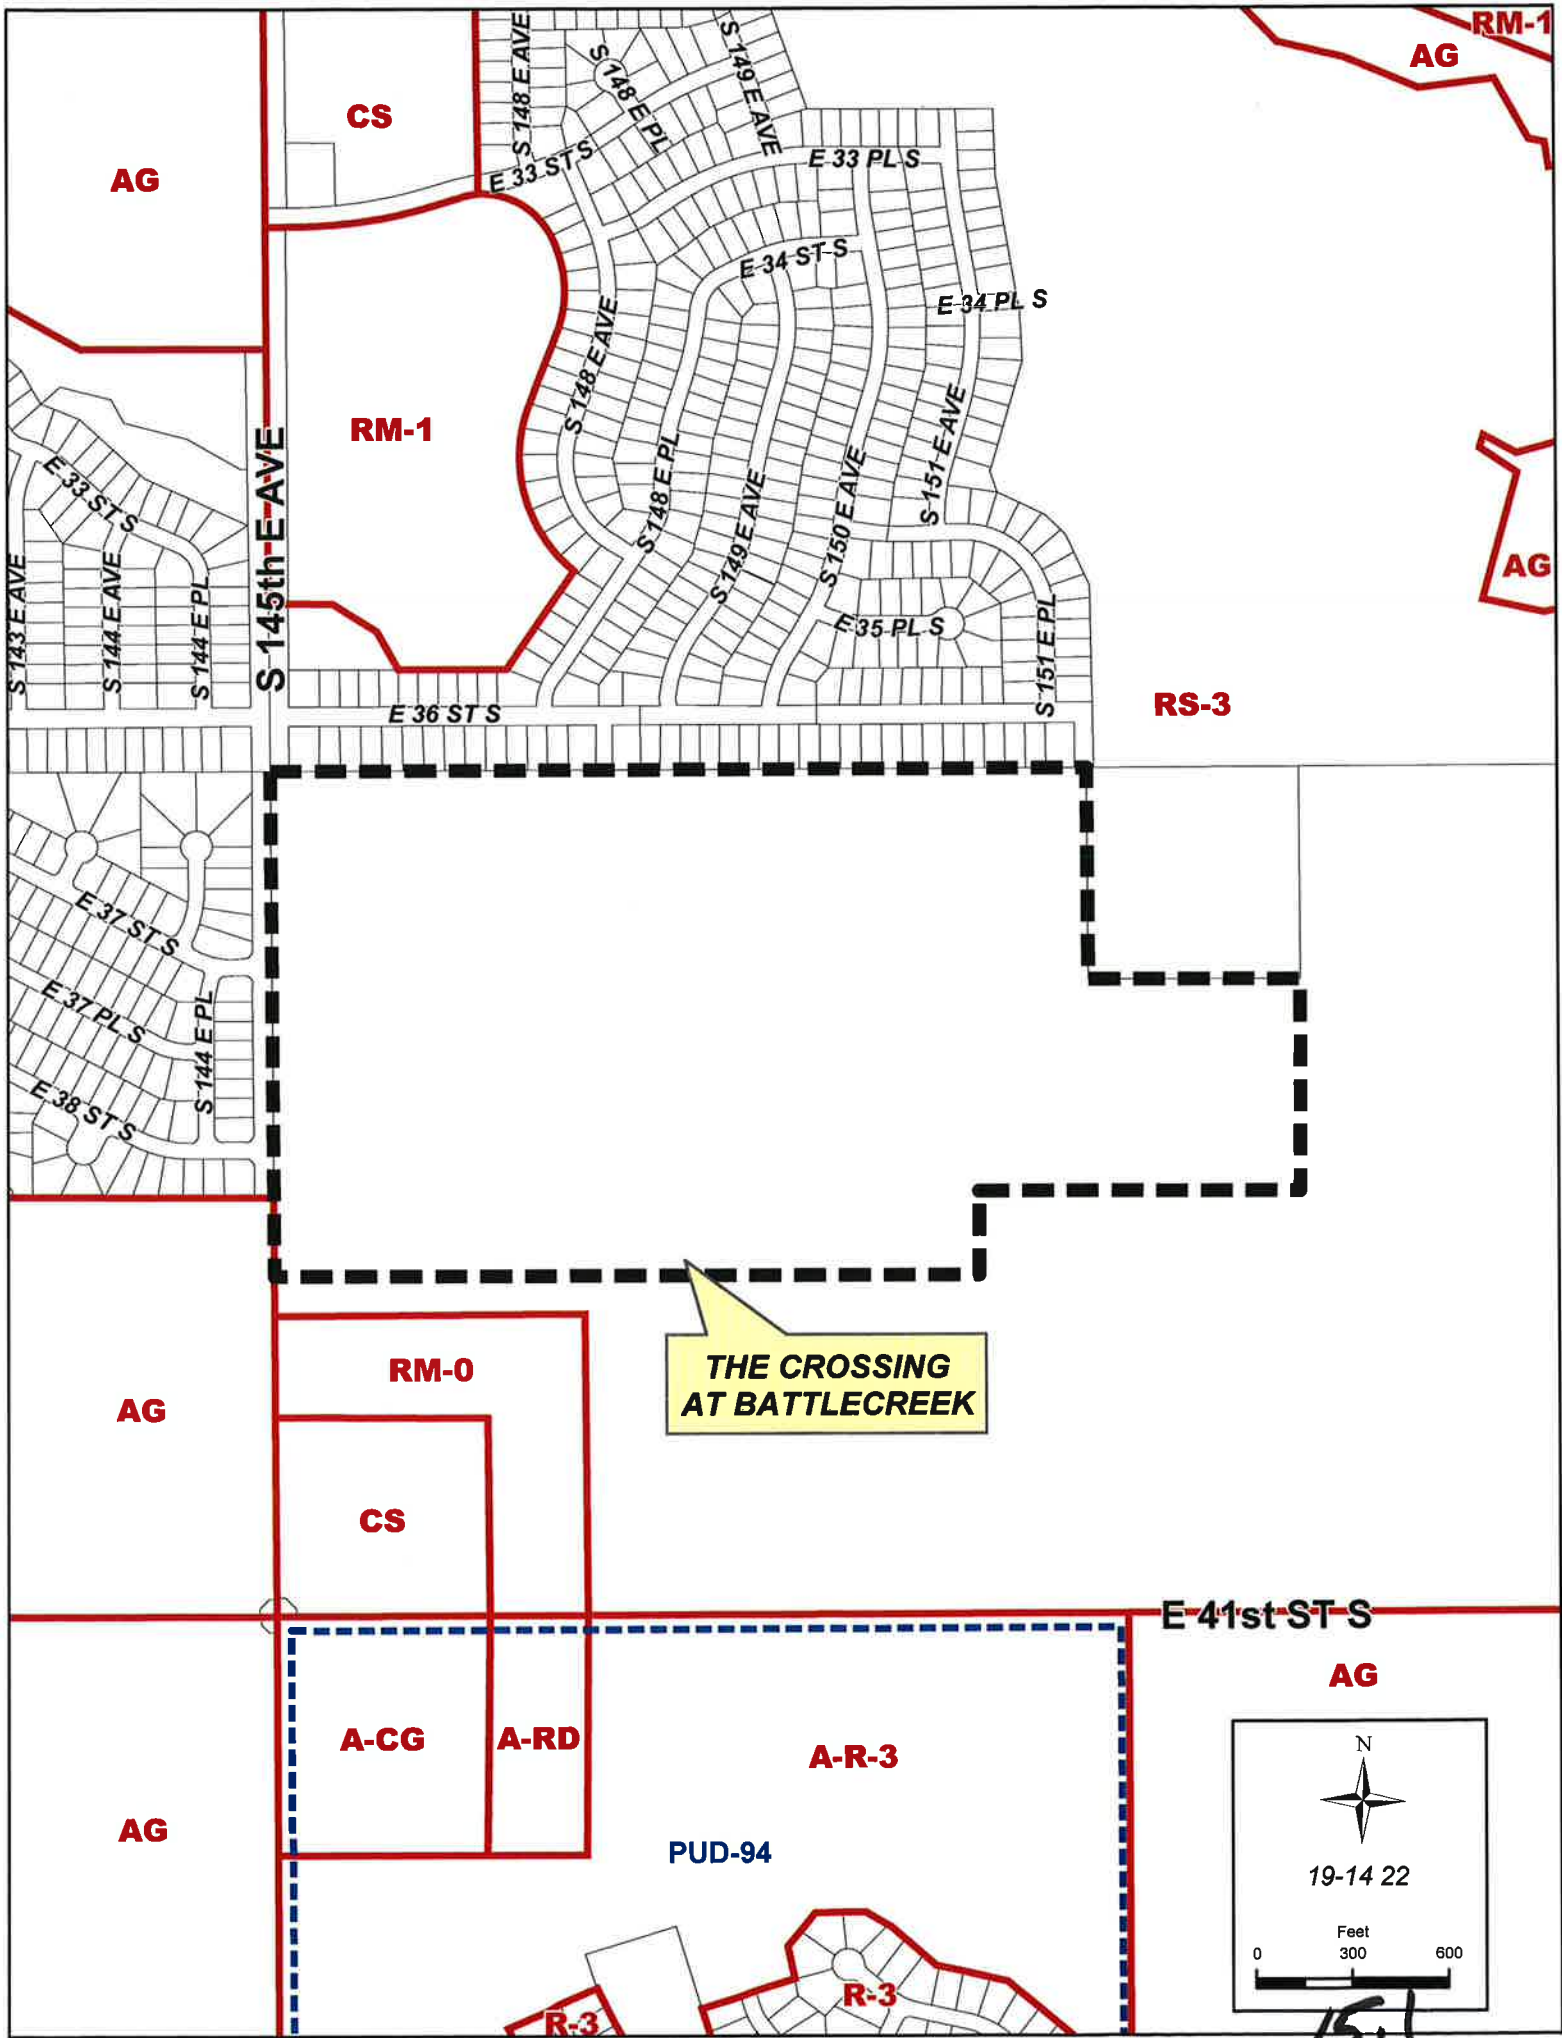 RM-1
AG
CS
AG
S 148 E AVE
S 148 E PL
S 149 E AVE
E 33 ST S
E 33 PL S
E 34 ST S
E 34 PL S
S 148 E AVE
RM-1
S 151 E AVE
S 148 E PL
S 150 E AVE
S 149 E AVE
E 33 ST S
S 145th E AVE
AG
S 143 E AVE
S 144 E AVE
S 144 E PL
E 35 PL S
S 151 E PL
RS-3
E 36 ST S
E 37 ST S
E 37 PL S
S 144 E PL
E 38 ST S
THE CROSSING
AT BATTLECREEK
RM-0
AG
CS
E 41st ST S
AG
A-CG
A-RD
A-R-3
AG
PUD-94
N
19-14 22
Feet
0 300 600
R-3
R-3
15.1